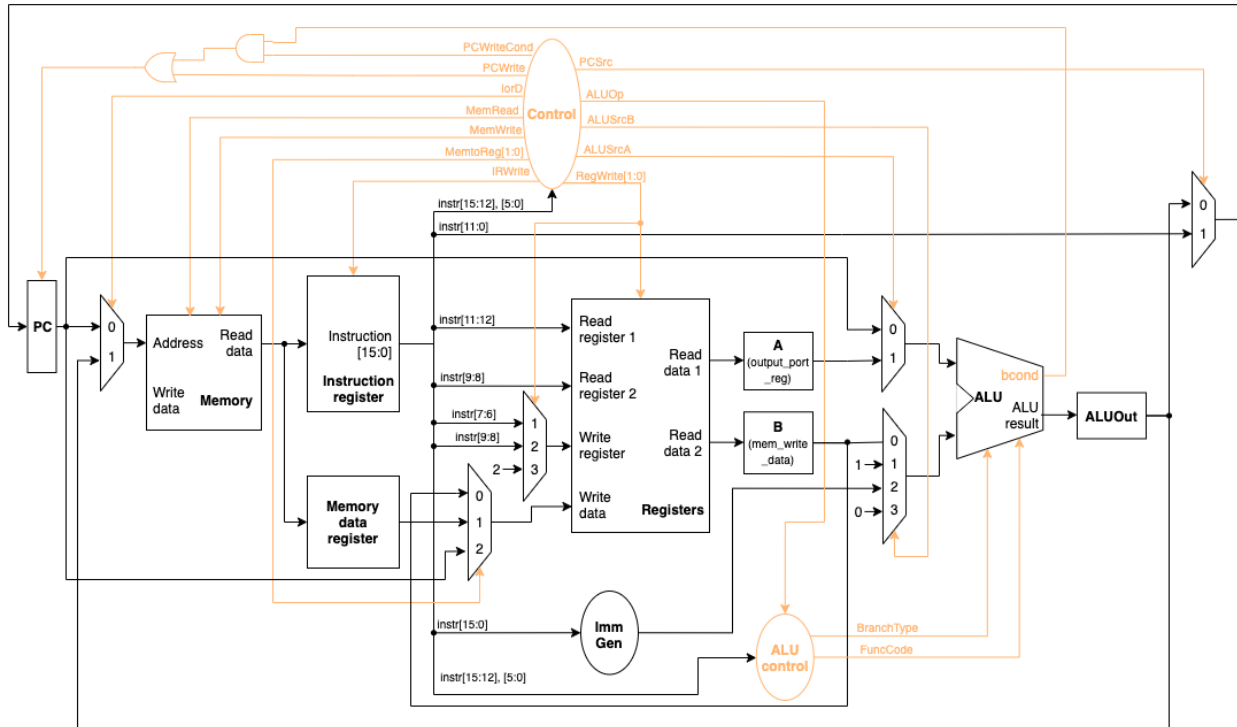 PCWriteCond
PCWrite
IorD
MemRead
MemWrite
MemtoReg[1:0]
IRWrite
Control
PCSrc
ALUOp
ALUSrcB
ALUSrcA
RegWrite[1:0]
instr[15:12], [5:0]
instr[11:0]
0
1
PC
0
1
Address
Read
data
Write
data
Memory
Instruction
[15:0]
Instruction
register
Memory
data
register
instr[11:12]
instr[9:8]
instr[7:6]
instr[9:8]
2
1
2
3
0
1
2
Read
register 1
Read
register 2
Write
register
Write
data
Read
data 1
Read
data 2
Registers
A
(output_port
_reg)
B
(mem_write
_data)
0
1
1
0
0
1
2
3
ALU
bcond
ALU
result
ALUOut
instr[15:0]
Imm
Gen
instr[15:12], [5:0]
ALU
control
BranchType
FuncCode